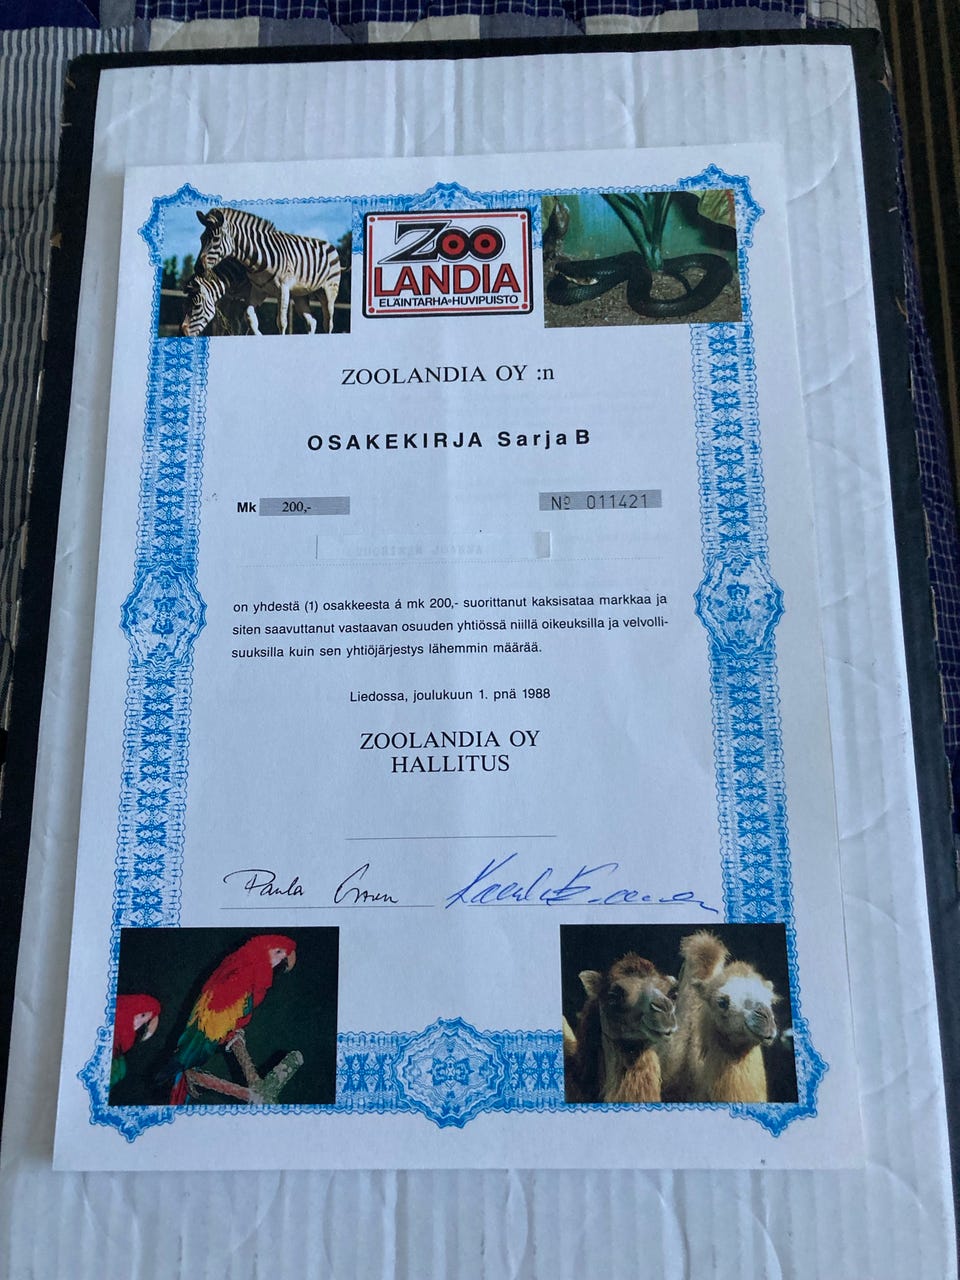 Zoo
LANDIA
ELÄINTARHA-HUVIPUISTO
ZOOLANDIA OY :n
OSAKEKIRJA Sarja B
Mk 200,-
Nº 011421
on yhdestä (1) osakkeesta á mk 200,- suorittanut kaksisataa markkaa ja
siten saavuttanut vastaavan osuuden yhtiössä niillä oikeuksilla ja velvolli-
suuksilla kuin sen yhtiöjärjestys lähemmin määrää.
Liedossa, joulukuun 1. pnä 1988
ZOOLANDIA OY
HALLITUS
Paula